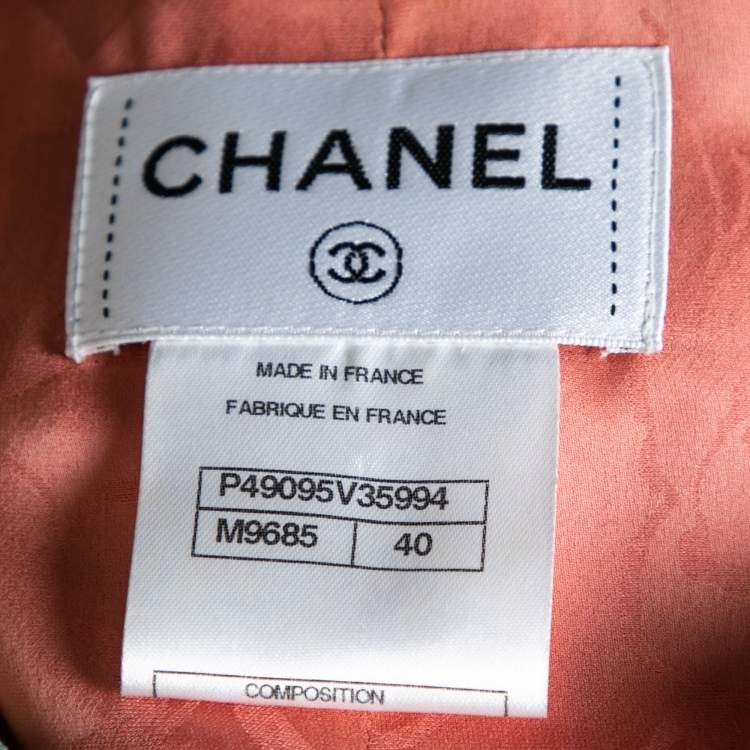 CHANEL
MADE IN FRANCE
FABRIQUE EN FRANCE
P49095V35994
M9685 40
COMPOSITION